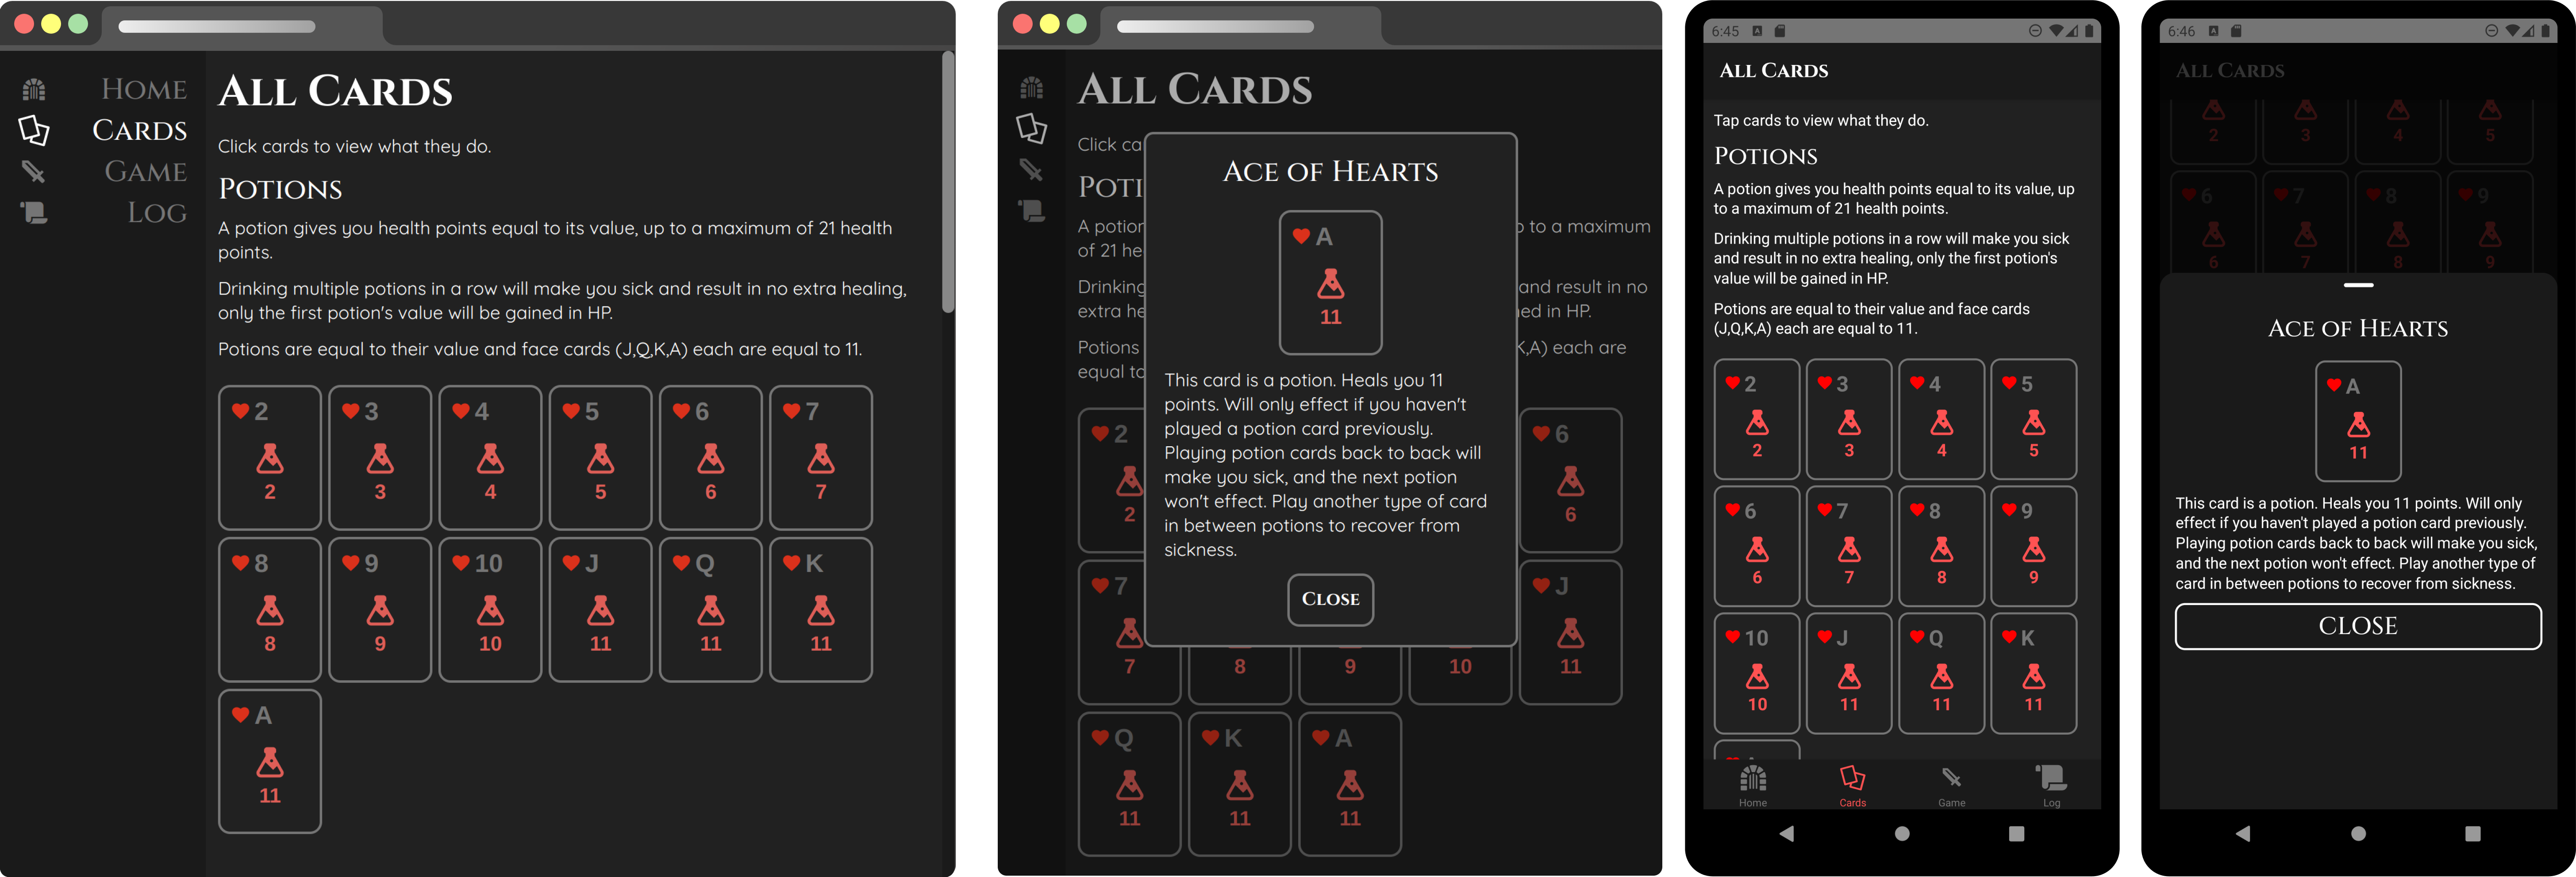 Home
Cards
Game
Log
All Cards
Click cards to view what they do.
Potions
A potion gives you health points equal to its value, up to a maximum of 21 health
points.
Drinking multiple potions in a row will make you sick and result in no extra healing,
only the first potion's value will be gained in HP.
Potions are equal to their value and face cards (J,Q,K,A) each are equal to 11.
2 3 4 5 6 7
2 3 4 5 6 7
8 9 10 J Q K
8 9 10 11 11 11
A
11
All Cards
Click ca
Poti
A potion
of 21 he
Drinking
extra he
Potions
equal to
o to a maximum
and result in no
ed in HP.
K,A) each are
2 6
2 6
7 J
7 8 9 10 11
Q K A
11 11 11
Ace of Hearts
A
11
This card is a potion. Heals you 11
points. Will only effect if you haven't
played a potion card previously.
Playing potion cards back to back will
make you sick, and the next potion
won't effect. Play another type of card
in between potions to recover from
sickness.
Close
6:45
All Cards
Tap cards to view what they do.
Potions
A potion gives you health points equal to its value, up
to a maximum of 21 health points.
Drinking multiple potions in a row will make you sick
and result in no extra healing, only the first potion's
value will be gained in HP.
Potions are equal to their value and face cards
(J,Q,K,A) each are equal to 11.
2 3 4 5
2 3 4 5
6 7 8 9
6 7 8 9
10 J Q K
10 11 11 11
Home Cards Game Log
6:46
All Cards
2 3 4 5
6 7 8 9
6 7 8 9
Ace of Hearts
A
11
This card is a potion. Heals you 11 points. Will only
effect if you haven't played a potion card previously.
Playing potion cards back to back will make you sick,
and the next potion won't effect. Play another type of
card in between potions to recover from sickness.
CLOSE